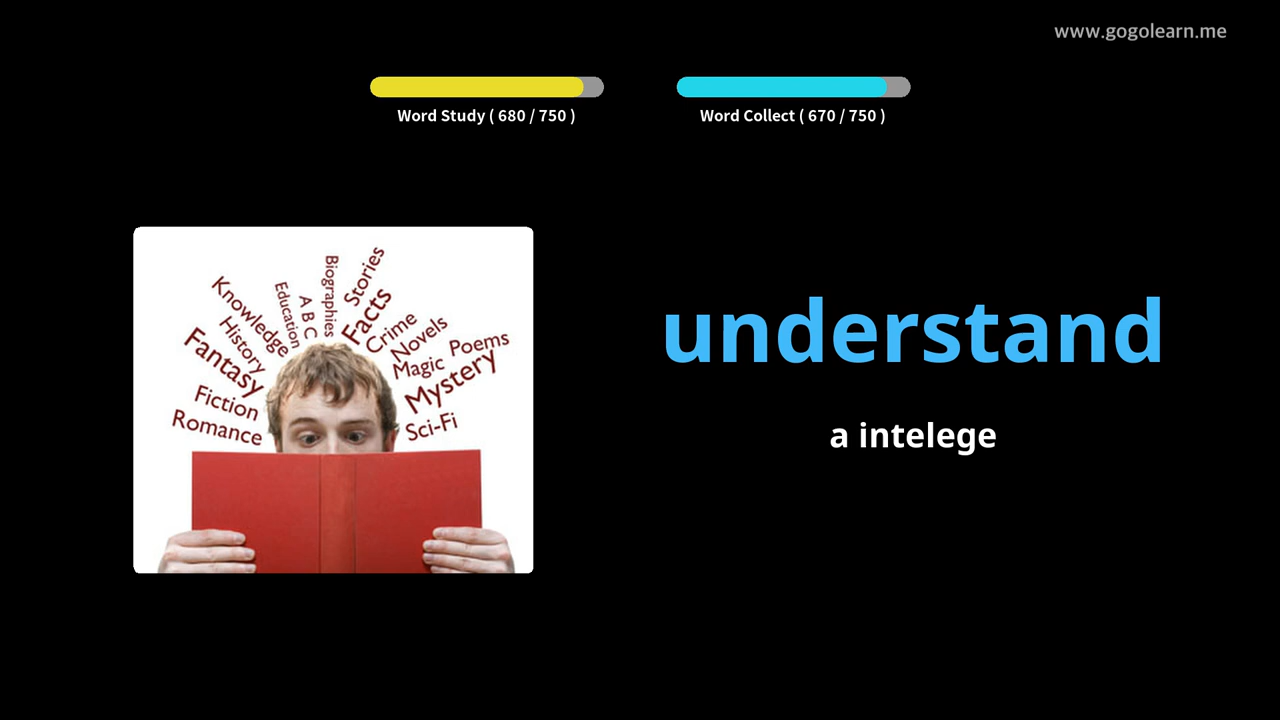 www.gogolearn.me
Word Study ( 680 / 750 )
Word Collect ( 670 / 750 )
understand
a intelege
Knowledge
History
Fantasy
Fiction
Romance
Education
A B C
Biographies
Stories
Facts
Crime
Novels
Magic
Poems
Mystery
Sci-Fi